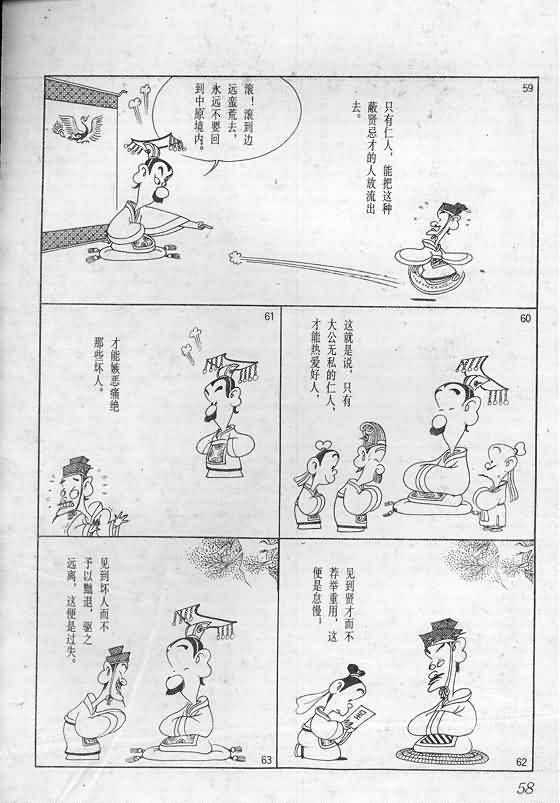 59
只有仁人，能把这种
蔽贤忌才的人放流出
去。
滚！滚到边
远蛮荒去，
永远不要回
到中原境内。
60
这就是说，只有
大公无私的仁人，
才能热爱好人，
61
才能嫉恶痛绝
那些坏人。
62
见到贤才而不
荐举重用，这
便是怠慢！
63
见到坏人而不
予以黜退，驱之
远离，这便是过失。
58